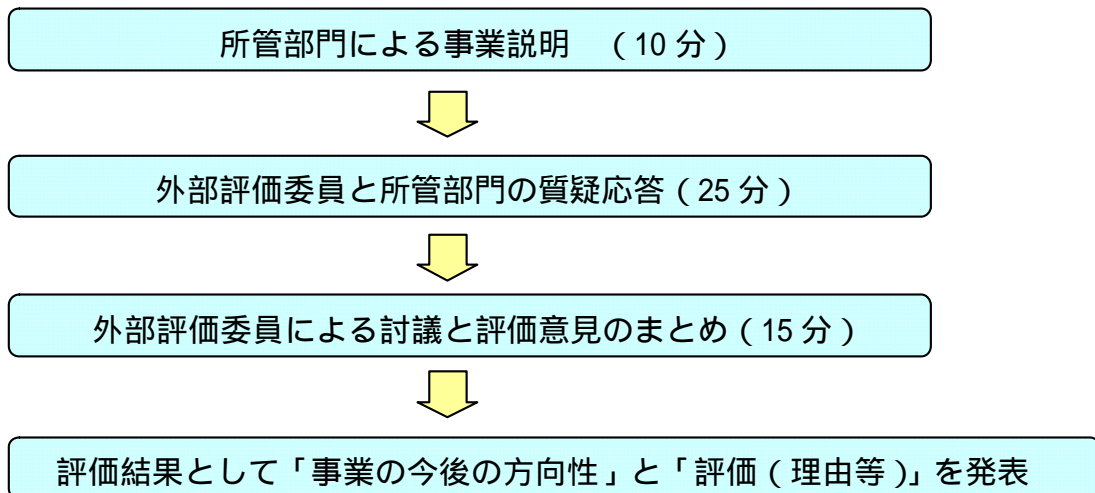 所管部門による事業説明　（10 分）
外部評価委員と所管部門の質疑応答（25 分）
外部評価委員による討議と評価意見のまとめ（15 分）
評価結果として「事業の今後の方向性」と「評価（理由等）」を発表